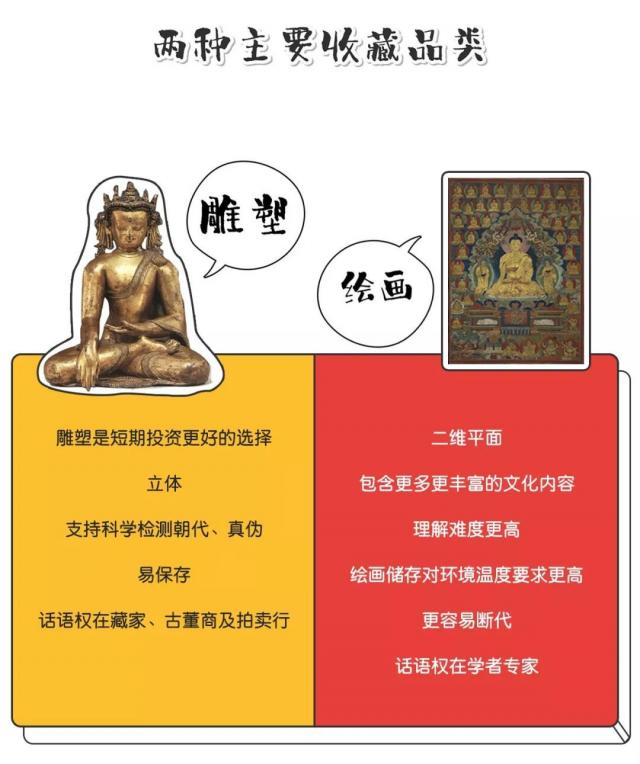 两种主要收藏品类
雕塑
绘画
雕塑是短期投资更好的选择
立体
支持科学检测朝代、真伪
易保存
话语权在藏家、古董商及拍卖行
二维平面
包含更多更丰富的文化内容
理解难度更高
绘画储存对环境温度要求更高
更容易断代
话语权在学者专家